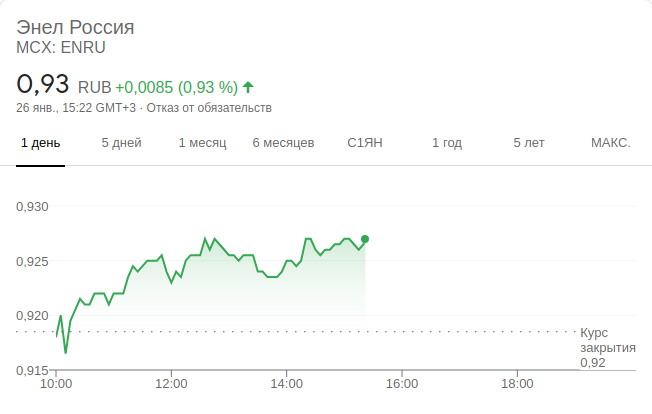 Энел Россия
MCX: ENRU
0,93 RUB +0,0085 (0,93 %)
26 янв., 15:22 GMT+3 · Отказ от обязательств
1 день 5 дней 1 месяц 6 месяцев С1ЯН 1 год 5 лет МАКС.
0,930
0,925
0,920
Курс
закрытия
0,92
0,915
10:00 12:00 14:00 16:00 18:00